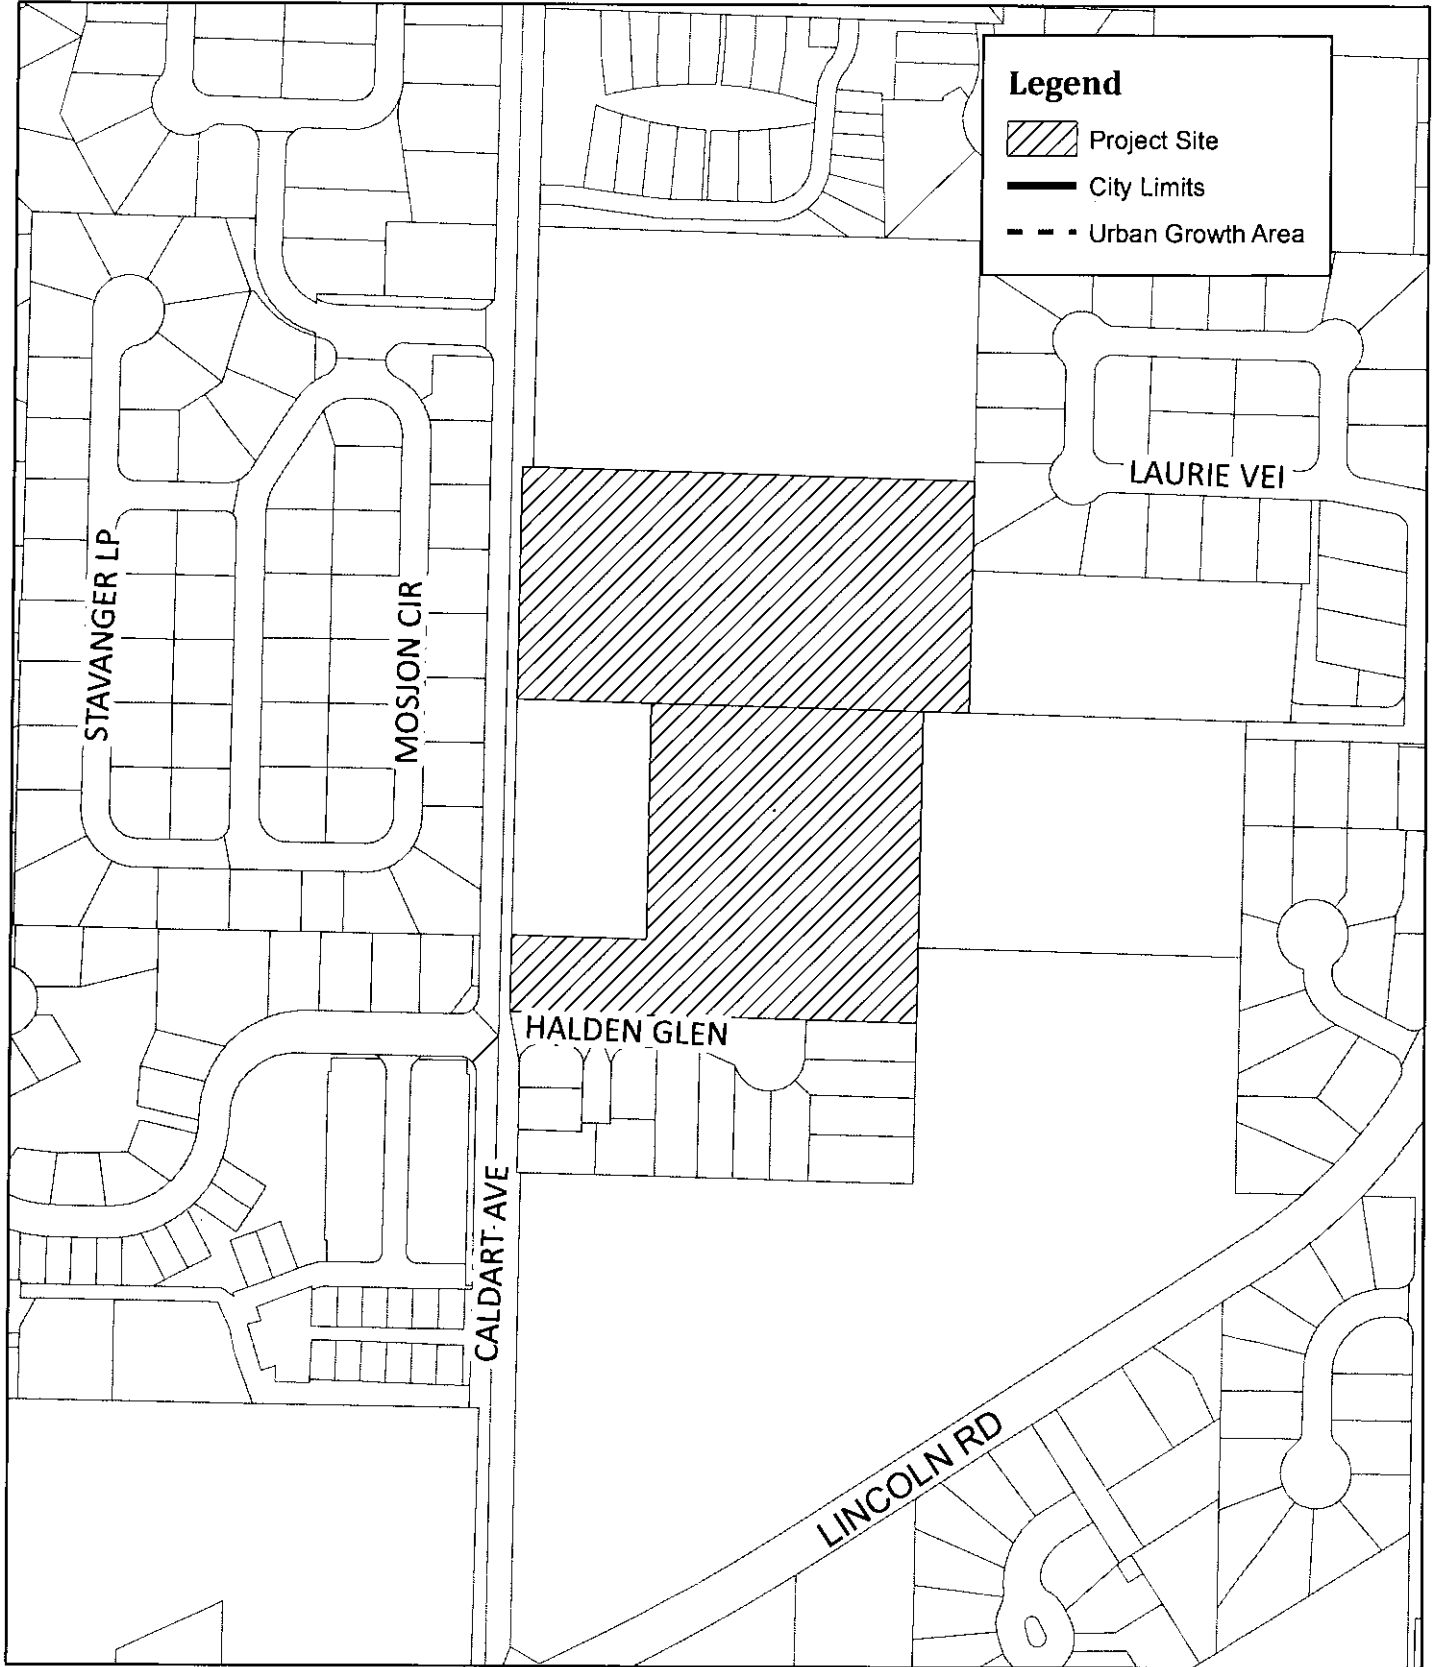 Legend
Project Site
City Limits
Urban Growth Area
LAURIE VEI
STAVANGER LP
MOSJON CIR
HALDEN GLEN
CALDART AVE
LINCOLN RD